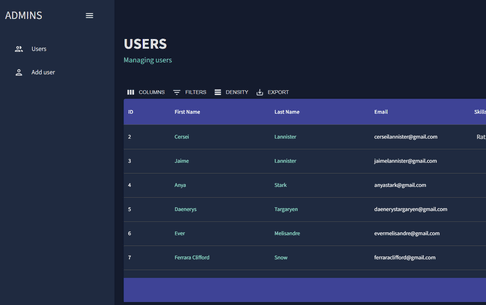 ADMINS
Users
Add user
USERS
Managing users
COLUMNS FILTERS DENSITY EXPORT
ID First Name Last Name Email Skills
2 Cersei Lannister cerseilannister@gmail.com Rat
3 Jaime Lannister jaimelannister@gmail.com
4 Anya Stark anyastark@gmail.com
5 Daenerys Targaryen daenerystargaryen@gmail.com
6 Ever Melisandre evermelisandre@gmail.com
7 Ferrara Clifford Snow ferraraclifford@gmail.com